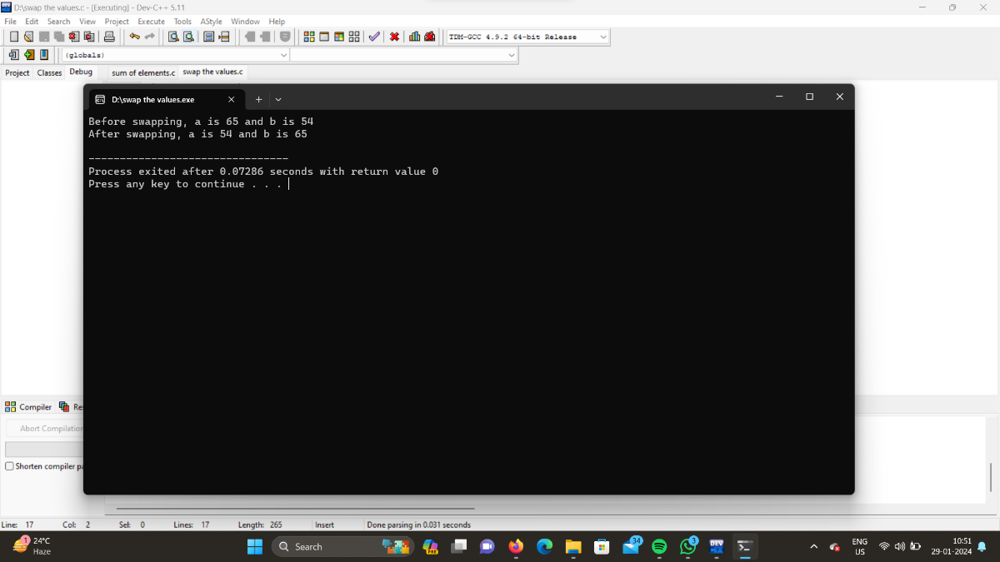 D:\swap the values.c - [Executing] - Dev-C++ 5.11
File Edit Search View Project Execute Tools AStyle Window Help
TDM-GCC 4.9.2 64-bit Release
(globals)
Project Classes Debug sum of elements.c swap the values.c
D:\swap the values.exe
Before swapping, a is 65 and b is 54
After swapping, a is 54 and b is 65
--------------------------------
Process exited after 0.07286 seconds with return value 0
Press any key to continue . . .
Compiler Re
Abort Compilation
Shorten compiler pa
Line: 17 Col: 2 Sel: 0 Lines: 17 Length: 265 Insert Done parsing in 0.031 seconds
1 24°C
Haze
Search
PRE
34
3
DEV
ENG
US
10:51
29-01-2024